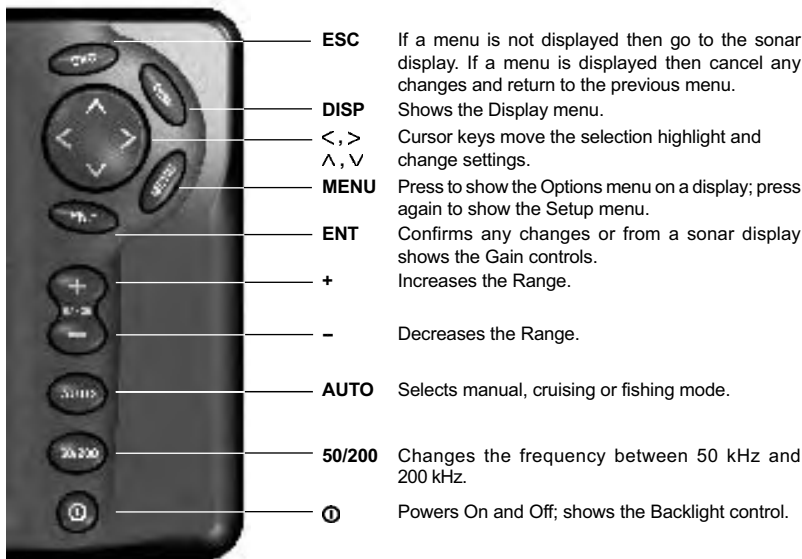 ESC If a menu is not displayed then go to the sonar
display. If a menu is displayed then cancel any
changes and return to the previous menu.
DISP Shows the Display menu.
<, > Cursor keys move the selection highlight and
∧, ∨ change settings.
MENU Press to show the Options menu on a display; press
again to show the Setup menu.
ENT Confirms any changes or from a sonar display
shows the Gain controls.
+ Increases the Range.
– Decreases the Range.
AUTO Selects manual, cruising or fishing mode.
50/200 Changes the frequency between 50 kHz and
200 kHz.
Powers On and Off; shows the Backlight control.
50/200